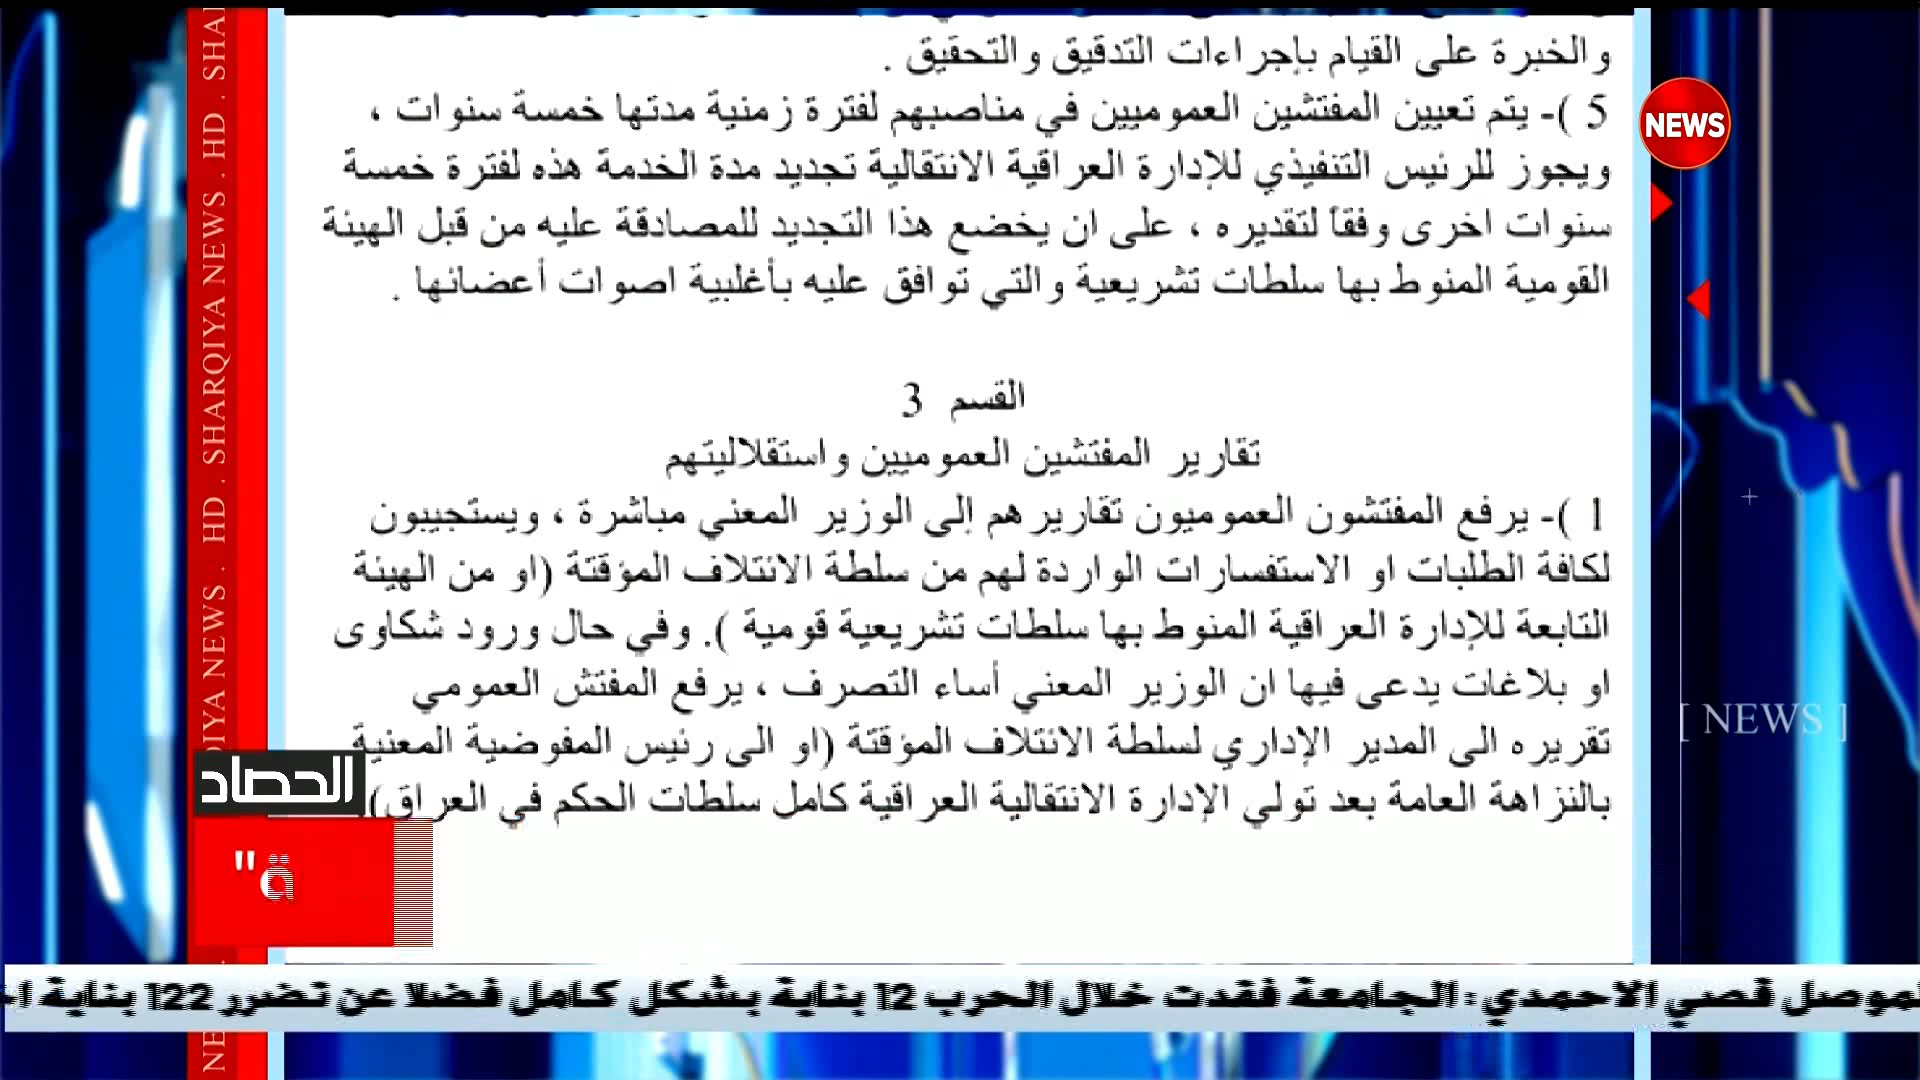 والخبرة على القيام بإجراءات التدقيق والتحقيق .
5 )- يتم تعيين المفتشين العموميين في مناصبهم لفترة زمنية مدتها خمسة سنوات ،
ويجوز للرئيس التنفيذي للإدارة العراقية الانتقالية تجديد مدة الخدمة هذه لفترة خمسة
سنوات اخرى وفقاً لتقديره ، على ان يخضع هذا التجديد للمصادقة عليه من قبل الهيئة
القومية المنوط بها سلطات تشريعية والتي توافق عليه بأغلبية اصوات أعضائها .
القسم 3
تقارير المفتشين العموميين واستقلاليتهم
1 )- يرفع المفتشون العموميون تقاريرهم إلى الوزير المعني مباشرة ، ويستجيبون
لكافة الطلبات او الاستفسارات الواردة لهم من سلطة الائتلاف المؤقتة (او من الهيئة
التابعة للإدارة العراقية المنوط بها سلطات تشريعية قومية ). وفي حال ورود شكاوى
او بلاغات يدعى فيها ان الوزير المعني أساء التصرف ، يرفع المفتش العمومي
تقريره الى المدير الإداري لسلطة الائتلاف المؤقتة (او الى رئيس المفوضية المعنية
بالنزاهة العامة بعد تولي الإدارة الانتقالية العراقية كامل سلطات الحكم في العراق)
NEWS
[ NEWS ]
SHARQIYA NEWS . HD . SHARQIYA NEWS . HD
الحصاد
ة"
لموصل قصي الاحمدي: الجامعة فقدت خلال الحرب 12 بناية بشكل كامل فضلا عن تضرر 122 بناية